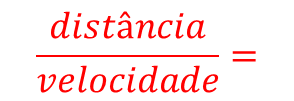 distância
velocidade =